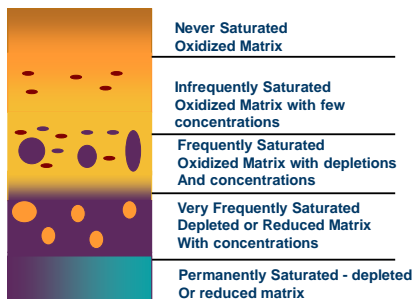 Never Saturated
Oxidized Matrix
Infrequently Saturated
Oxidized Matrix with few
concentrations
Frequently Saturated
Oxidized Matrix with depletions
And concentrations
Very Frequently Saturated
Depleted or Reduced Matrix
With concentrations
Permanently Saturated - depleted
Or reduced matrix